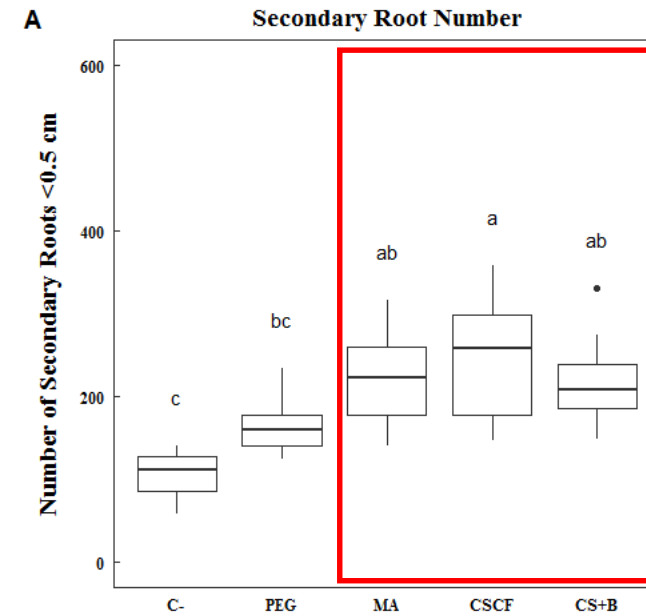 A
Secondary Root Number
Number of Secondary Roots <0.5 cm
600
400
200
0
c
bc
ab
a
ab
C-
PEG
MA
CSCF
CS+B